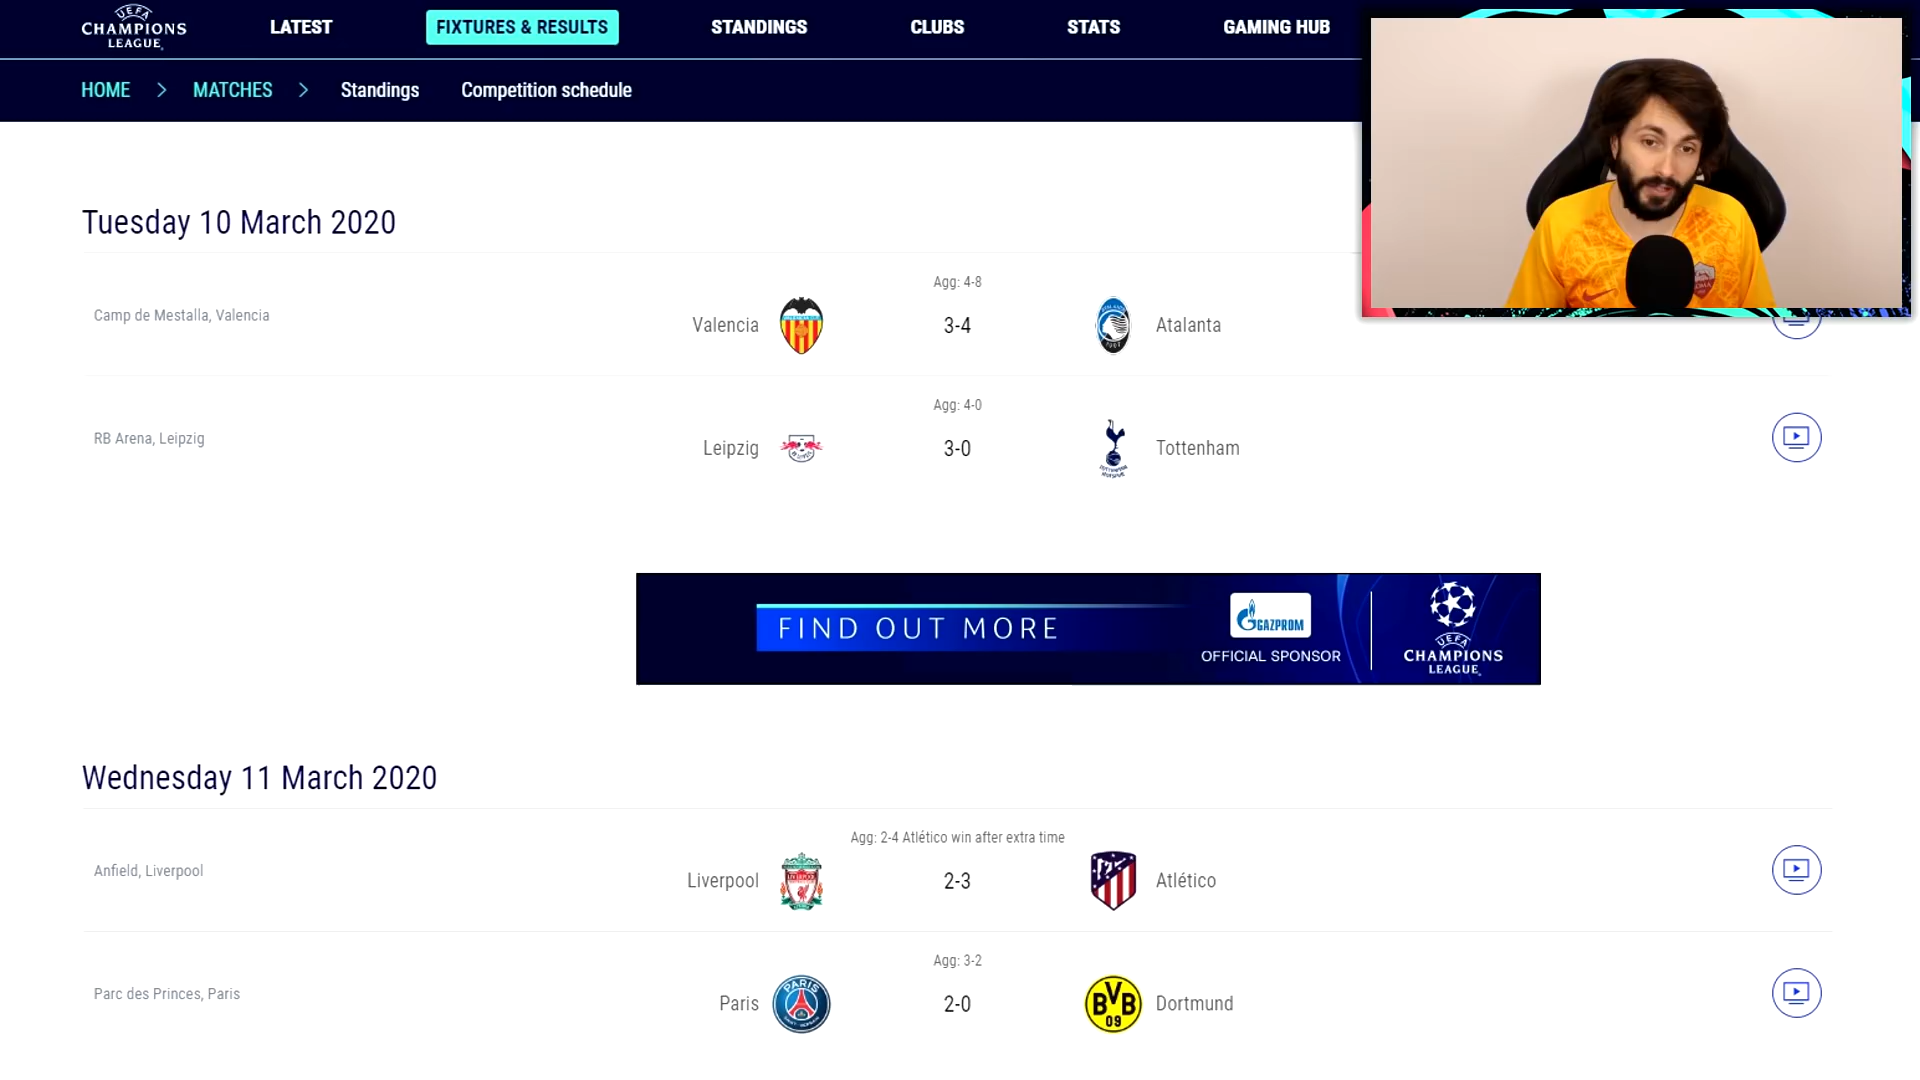 UEFA
CHAMPIONS
LEAGUE
LATEST
FIXTURES & RESULTS
STANDINGS
CLUBS
STATS
GAMING HUB
HOME
MATCHES
Standings
Competition schedule
Tuesday 10 March 2020
Agg: 4-8
Camp de Mestalla, Valencia
Valencia
3-4
Atalanta
Agg: 4-0
RB Arena, Leipzig
Leipzig
3-0
Tottenham
FIND OUT MORE
GAZPROM
OFFICIAL SPONSOR
UEFA
CHAMPIONS
LEAGUE
Wednesday 11 March 2020
Agg: 2-4 Atlético win after extra time
Anfield, Liverpool
Liverpool
2-3
Atlético
Agg: 3-2
Parc des Princes, Paris
Paris
PARIS
2-0
BVB
09
Dortmund